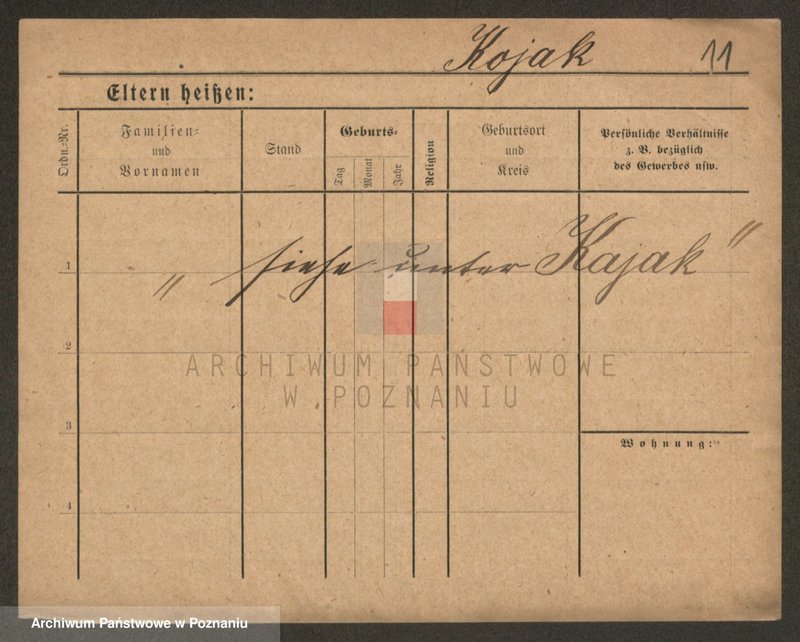 Kojak 11
Eltern heißen:
Ordn.-Nr.
Familien-
und
Vornamen
Stand
Geburts-
Tag
Monat
Jahr
Religion
Geburtsort
und
Kreis
Persönliche Verhältnisse
z. B. bezüglich
des Gewerbes usw.
1
„ siehe unter Kajak "
2
ARCHIWUM PAŃSTWOWE
W POZNANIU
3
Wohnung:
4
Archiwum Państwowe w Poznaniu